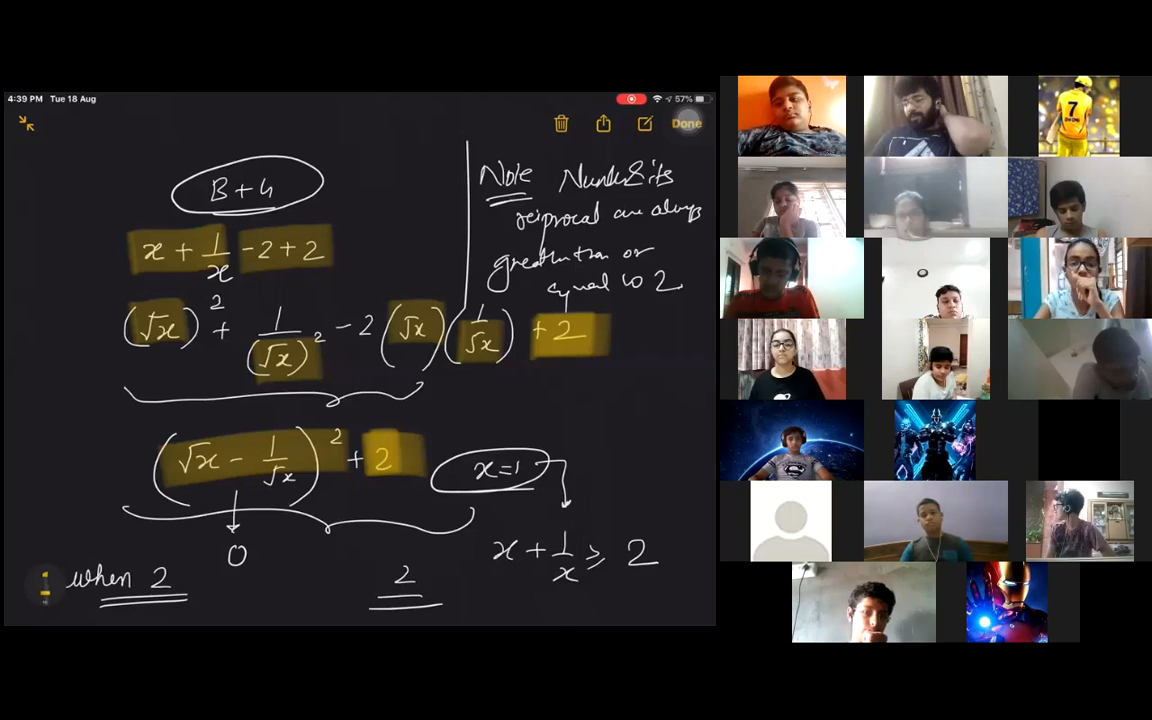 4:39 PM Tue 18 Aug
57%
Done
B + 4
x + 1/x - 2 + 2
(√x)² + 1/(√x)² - 2 (√x) (1/√x) + 2
(√x - 1/√x)² + 2
x = 1
0
x + 1/x ≥ 2
when 2
2
Note Number & its
reciprocal are always
greater than or
equal to 2
7